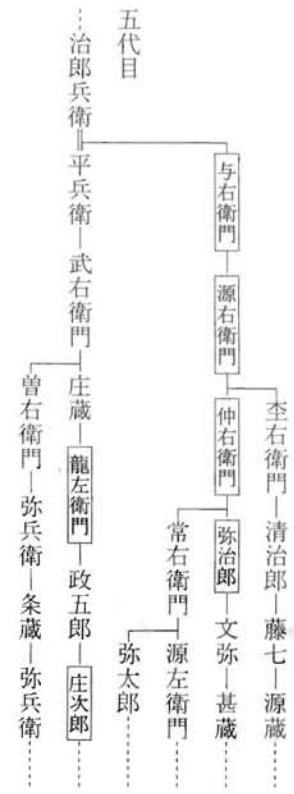 五代目
杢右衛門 清治郎 藤七 源蔵
与右衛門 源右衛門 仲右衛門 弥治郎 文弥 甚蔵
常右衛門 源左衛門
弥太郎
治郎兵衛 平兵衛 武右衛門 庄蔵 龍左衛門 政五郎 庄次郎
曽右衛門 弥兵衛 条蔵 弥兵衛